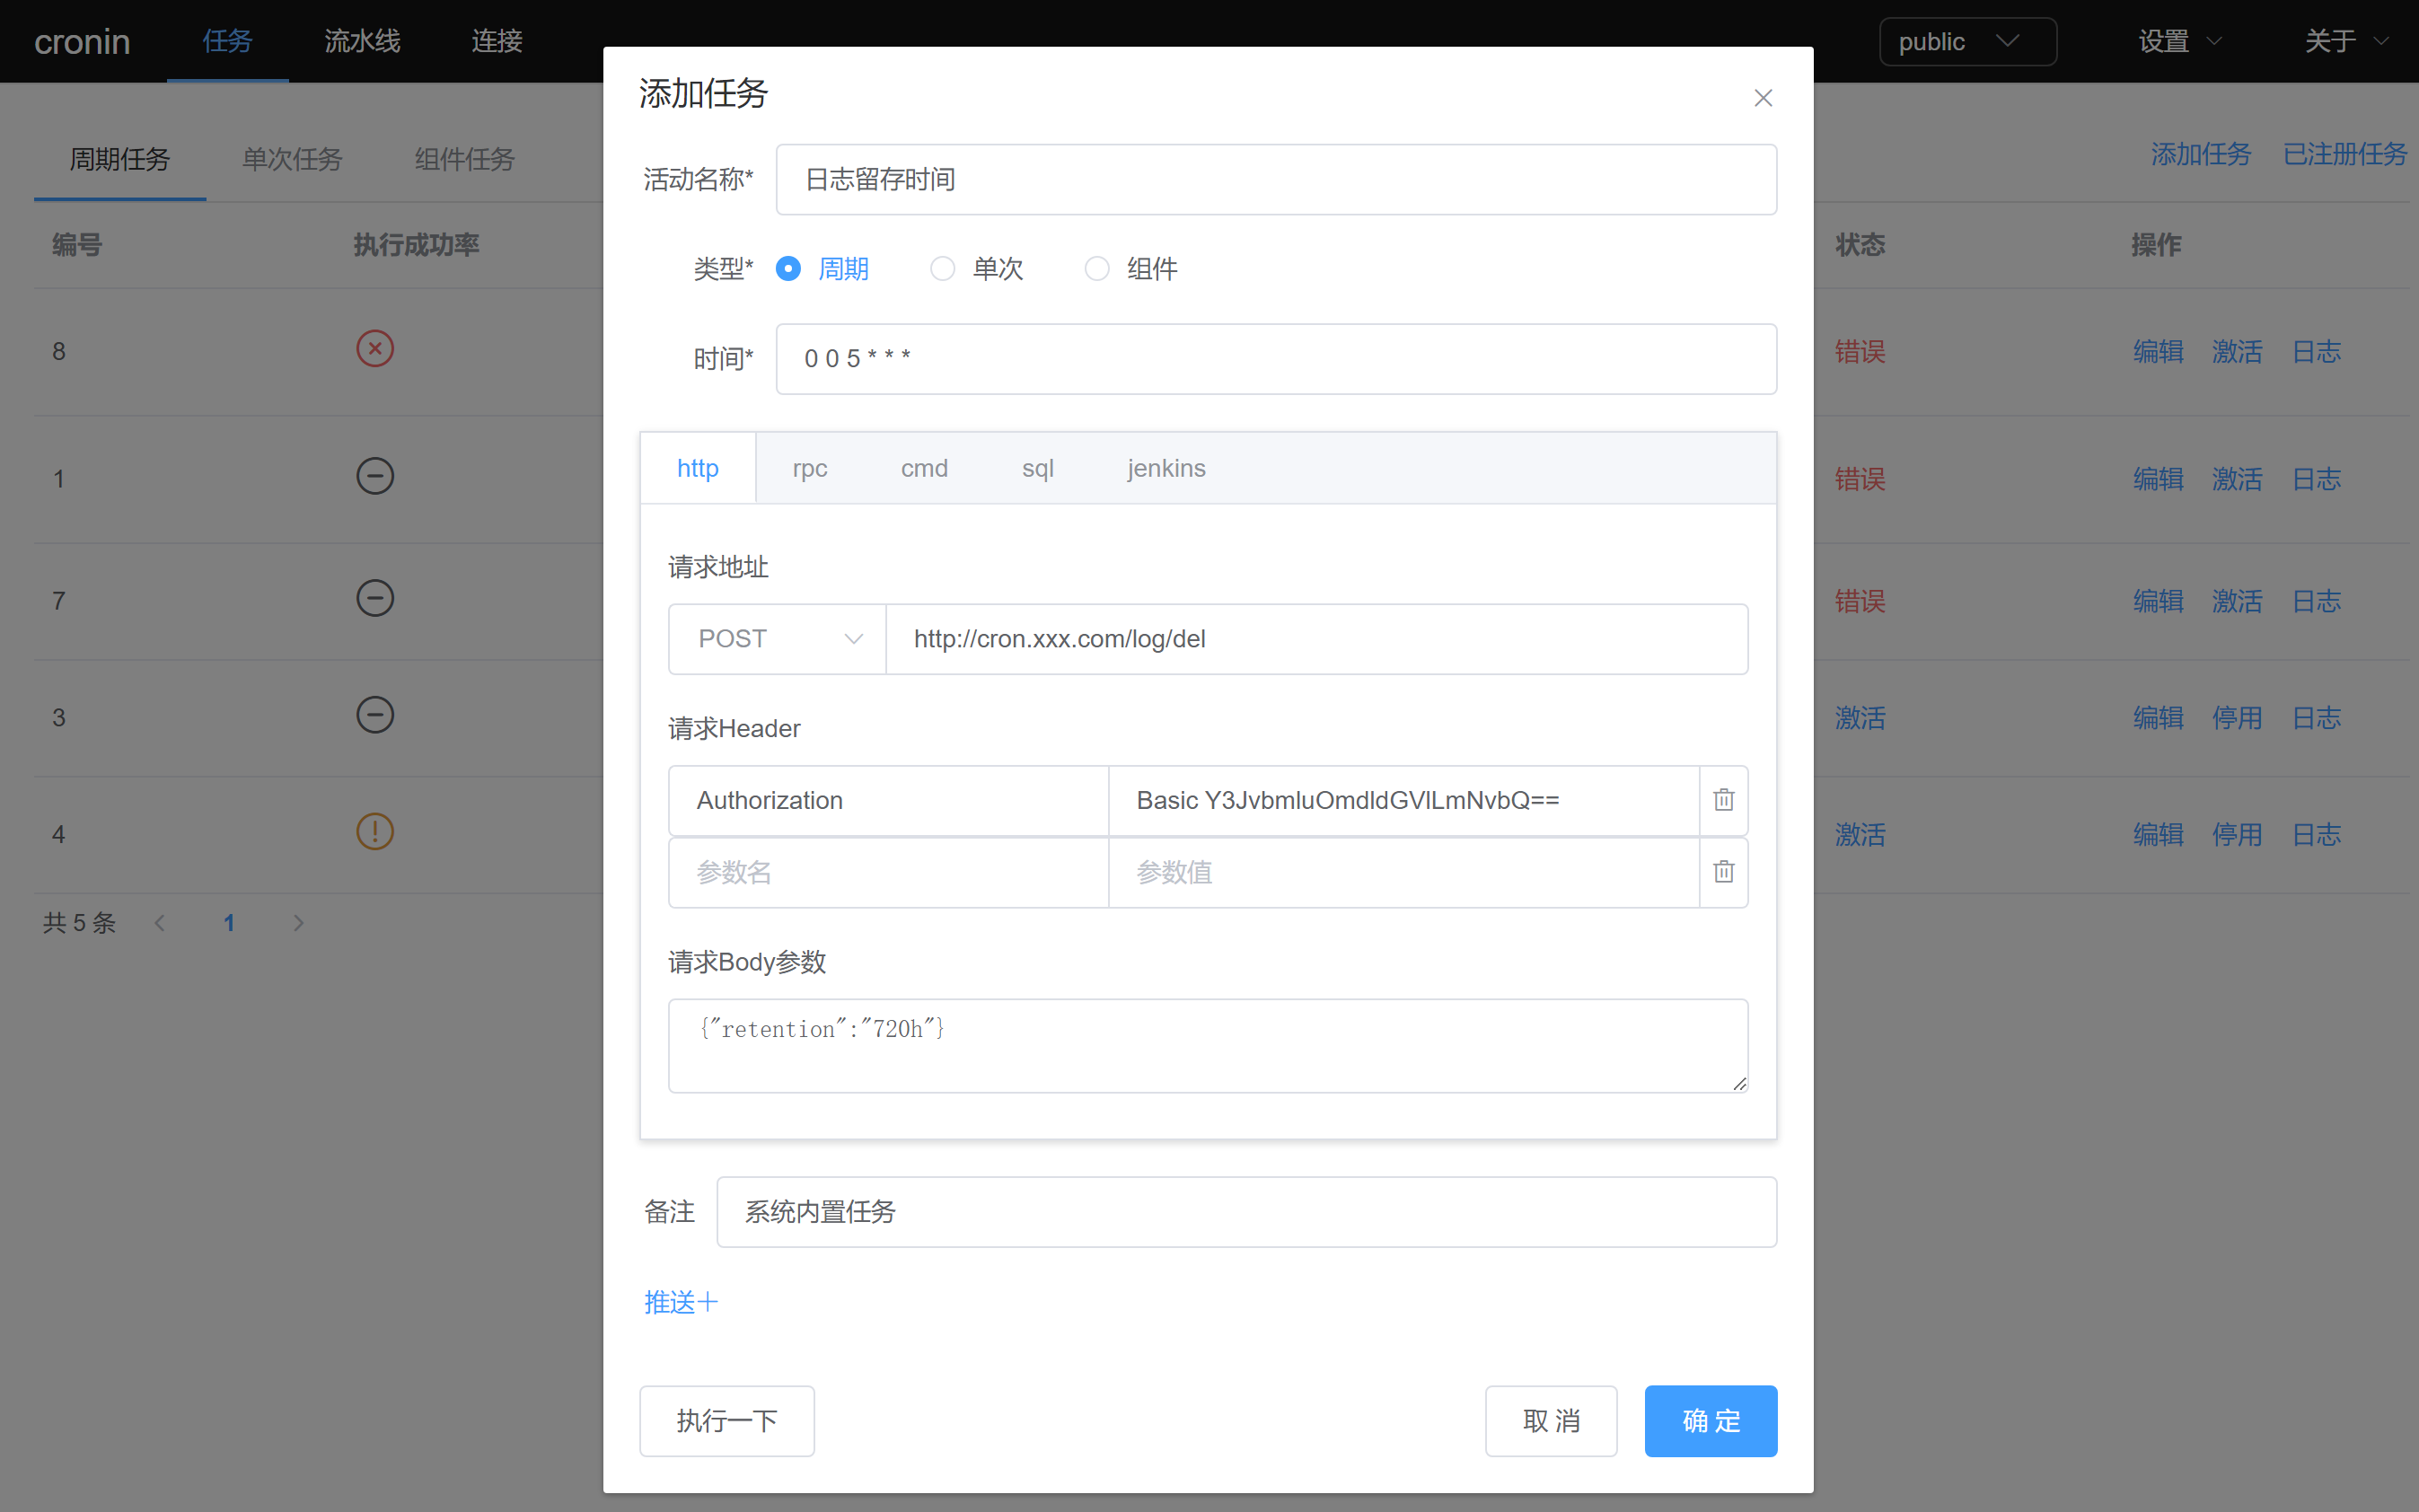 cronin 任务 流水线 连接 public 设置 关于
周期任务 单次任务 组件任务 添加任务 已注册任务
编号 执行成功率 状态 操作
8 错误 编辑 激活 日志
1 错误 编辑 激活 日志
7 错误 编辑 激活 日志
3 激活 编辑 停用 日志
4 激活 编辑 停用 日志
共 5 条 1
添加任务
活动名称* 日志留存时间
类型* 周期 单次 组件
时间* 0 0 5 * * *
http rpc cmd sql jenkins
请求地址
POST http://cron.xxx.com/log/del
请求Header
Authorization Basic Y3JvbmluOmdldGVlLmNvbQ==
参数名 参数值
请求Body参数
{"retention":"720h"}
备注 系统内置任务
推送+
执行一下 取 消 确 定